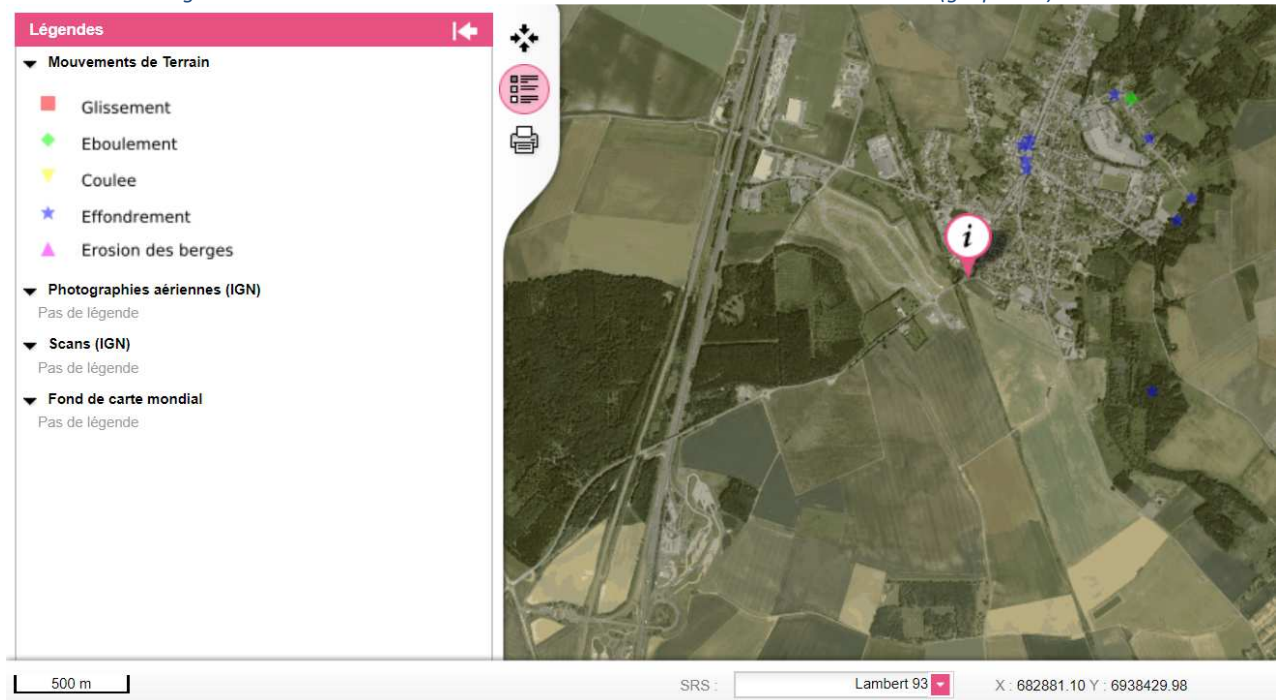 Légendes
Mouvements de Terrain
Glissement
Eboulement
Coulee
Effondrement
Erosion des berges
Photographies aériennes (IGN)
Pas de légende
Scans (IGN)
Pas de légende
Fond de carte mondial
Pas de légende
i
500 m
SRS :
Lambert 93
X : 682881.10 Y : 6938429.98